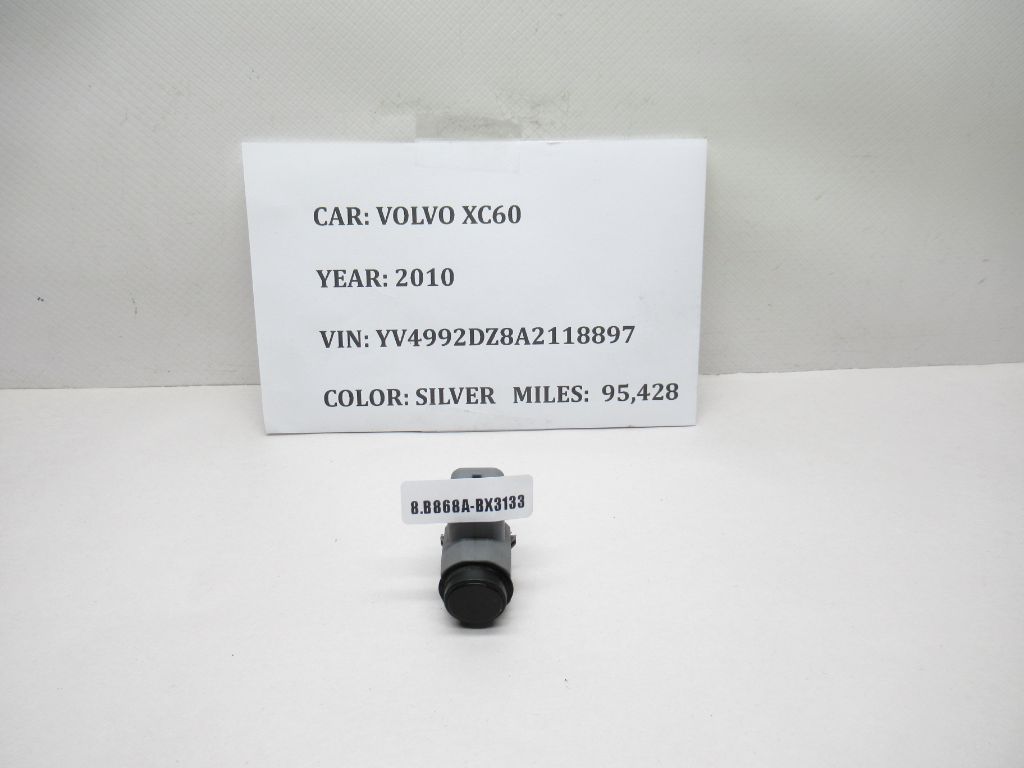 CAR: VOLVO XC60
YEAR: 2010
VIN: YV4992DZ8A2118897
COLOR: SILVER MILES: 95,428
8.B868A-BX3133